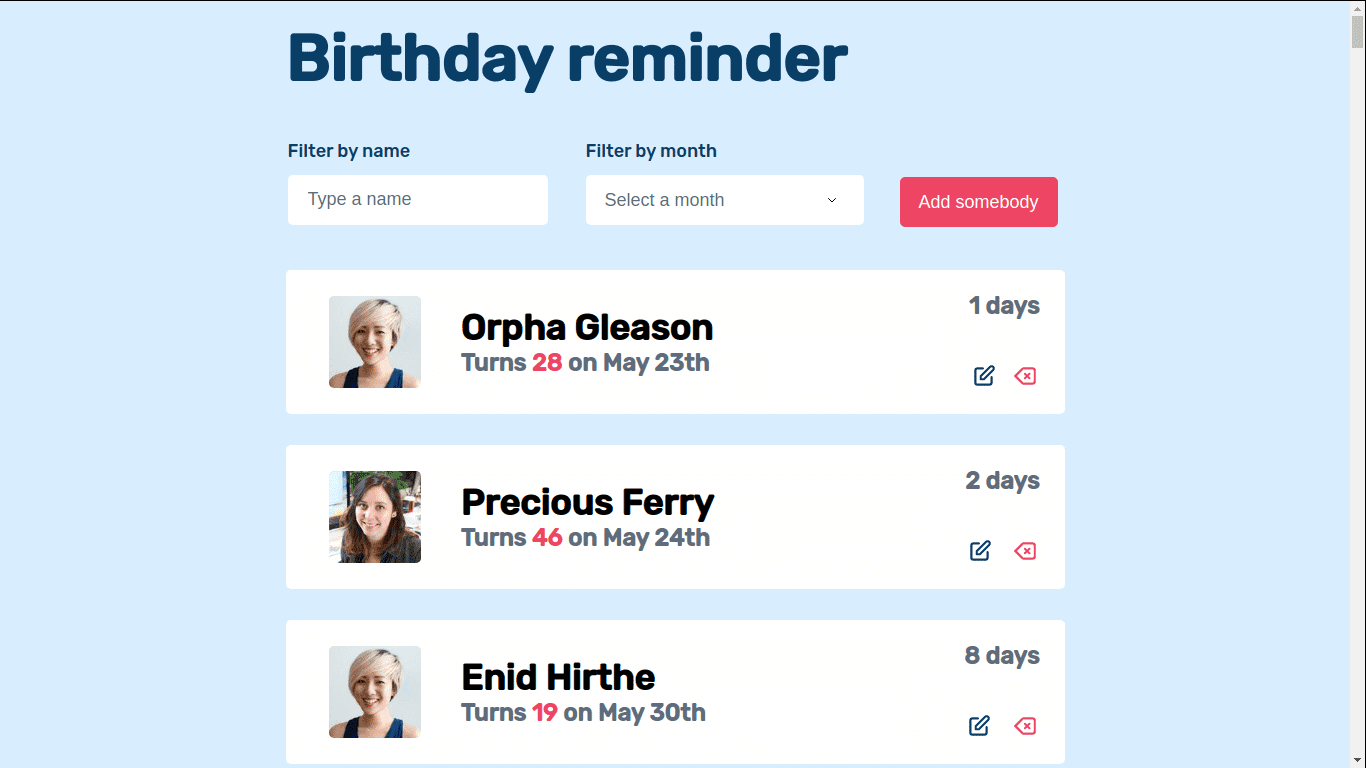 Birthday reminder
Filter by name
Filter by month
Type a name
Select a month
Add somebody
1 days
Orpha Gleason
Turns 28 on May 23th
2 days
Precious Ferry
Turns 46 on May 24th
8 days
Enid Hirthe
Turns 19 on May 30th